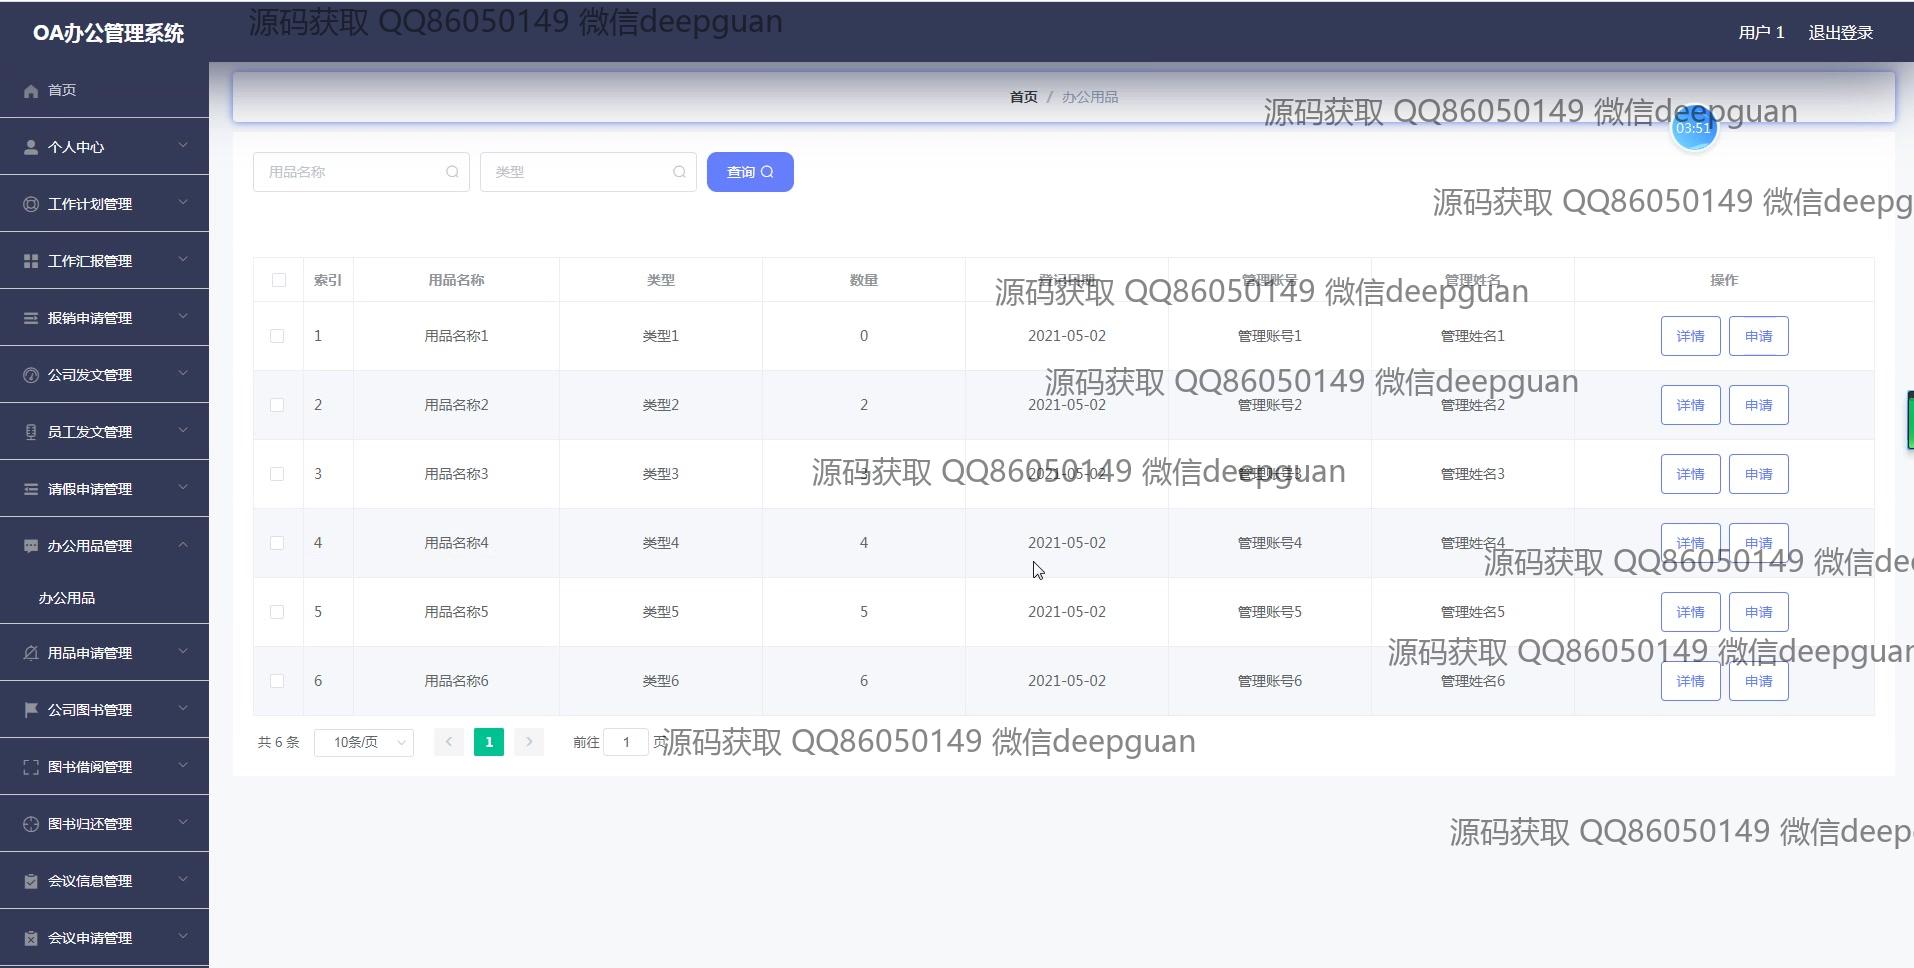 OA办公管理系统
源码获取 QQ86050149 微信deepguan
用户 1 退出登录
首页
个人中心
工作计划管理
工作汇报管理
报销申请管理
公司发文管理
员工发文管理
请假申请管理
办公用品管理
办公用品
用品申请管理
公司图书管理
图书借阅管理
图书归还管理
会议信息管理
会议申请管理
首页 / 办公用品
源码获取 QQ86050149 微信deepguan
03:51
用品名称 类型 查询
源码获取 QQ86050149 微信deepg
索引 用品名称 类型 数量 登记日期 管理账号 管理姓名 操作
源码获取 QQ86050149 微信deepguan
1 用品名称1 类型1 0 2021-05-02 管理账号1 管理姓名1 详情 申请
源码获取 QQ86050149 微信deepguan
2 用品名称2 类型2 2 2021-05-02 管理账号2 管理姓名2 详情 申请
源码获取 QQ86050149 微信deepguan
3 用品名称3 类型3 3 2021-05-02 管理账号3 管理姓名3 详情 申请
4 用品名称4 类型4 4 2021-05-02 管理账号4 管理姓名4 详情 申请
源码获取 QQ86050149 微信dee
5 用品名称5 类型5 5 2021-05-02 管理账号5 管理姓名5 详情 申请
源码获取 QQ86050149 微信deepguan
6 用品名称6 类型6 6 2021-05-02 管理账号6 管理姓名6 详情 申请
共 6 条 10条/页 1 前往 1 页
源码获取 QQ86050149 微信deepguan
源码获取 QQ86050149 微信deep